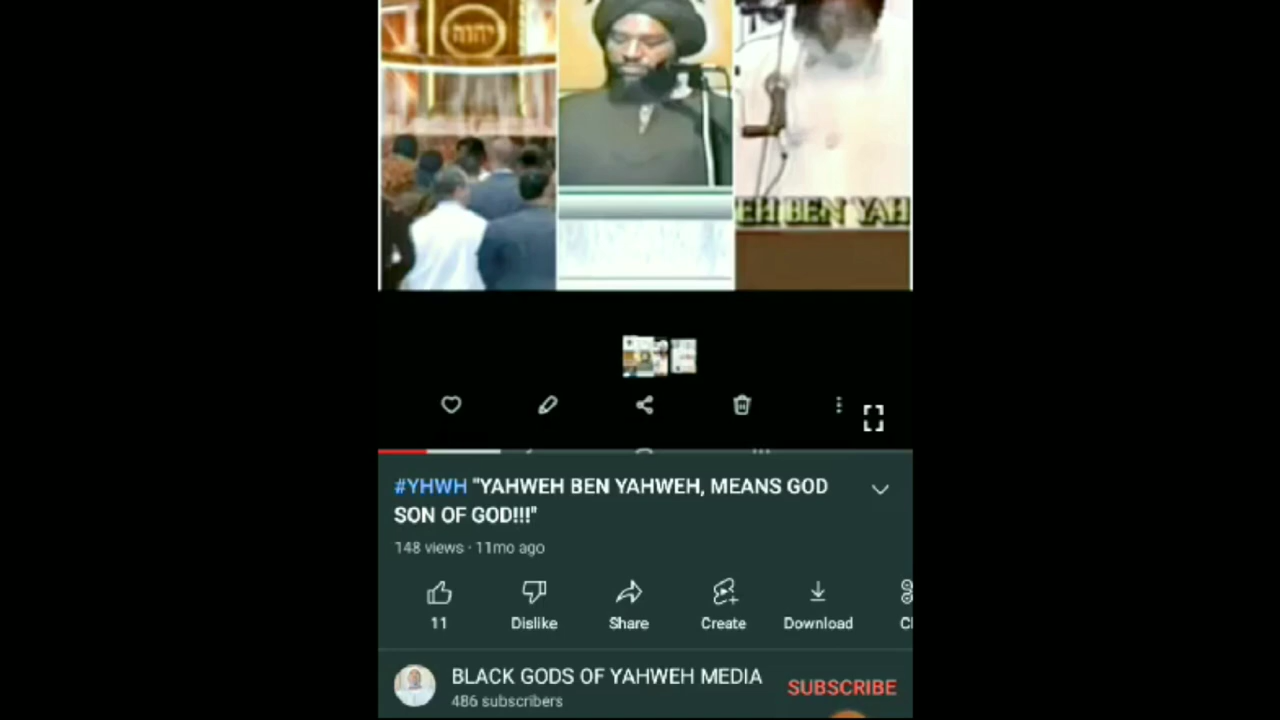 יהוה
EH BEN YAH
#YHWH "YAHWEH BEN YAHWEH, MEANS GOD
SON OF GOD!!!"
148 views · 11mo ago
11 Dislike Share Create Download
BLACK GODS OF YAHWEH MEDIA SUBSCRIBE
486 subscribers